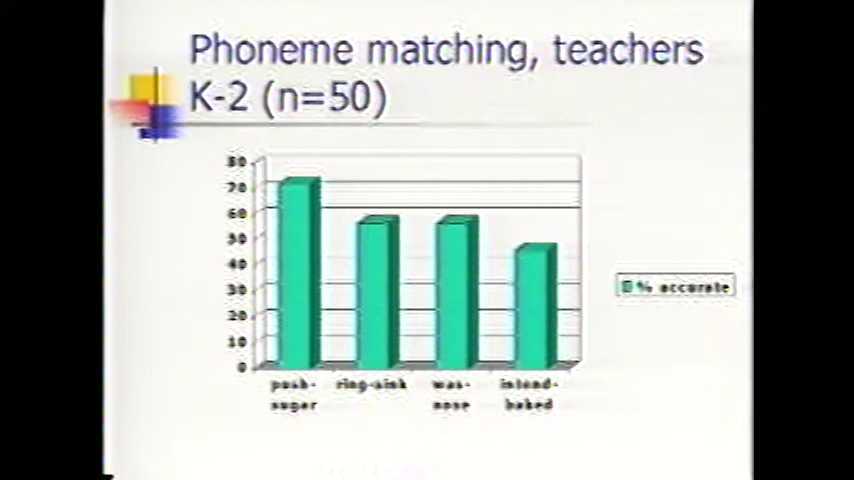 Phoneme matching, teachers
K-2 (n=50)
80
70
60
50
40
30
20
10
0
push-
sugar
ring-sink
was-
nose
intend-
baked
% accurate